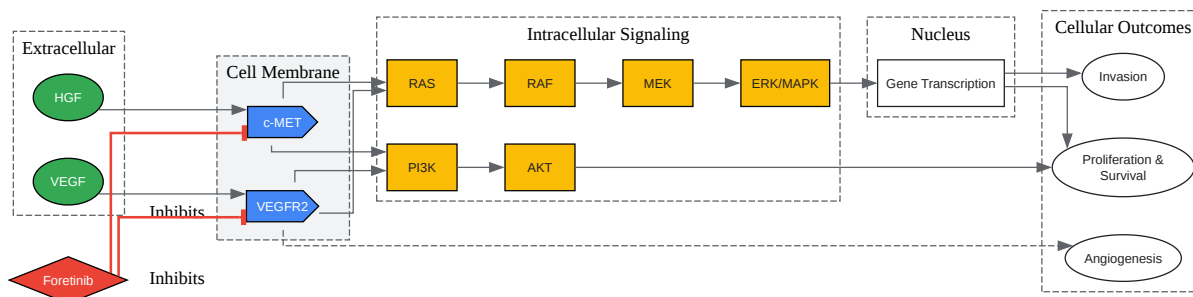 Extracellular
HGF
VEGF
Foretinib
Inhibits
Inhibits
Cell Membrane
c-MET
VEGFR2
Intracellular Signaling
RAS
RAF
MEK
ERK/MAPK
PI3K
AKT
Nucleus
Gene Transcription
Cellular Outcomes
Invasion
Proliferation &
Survival
Angiogenesis